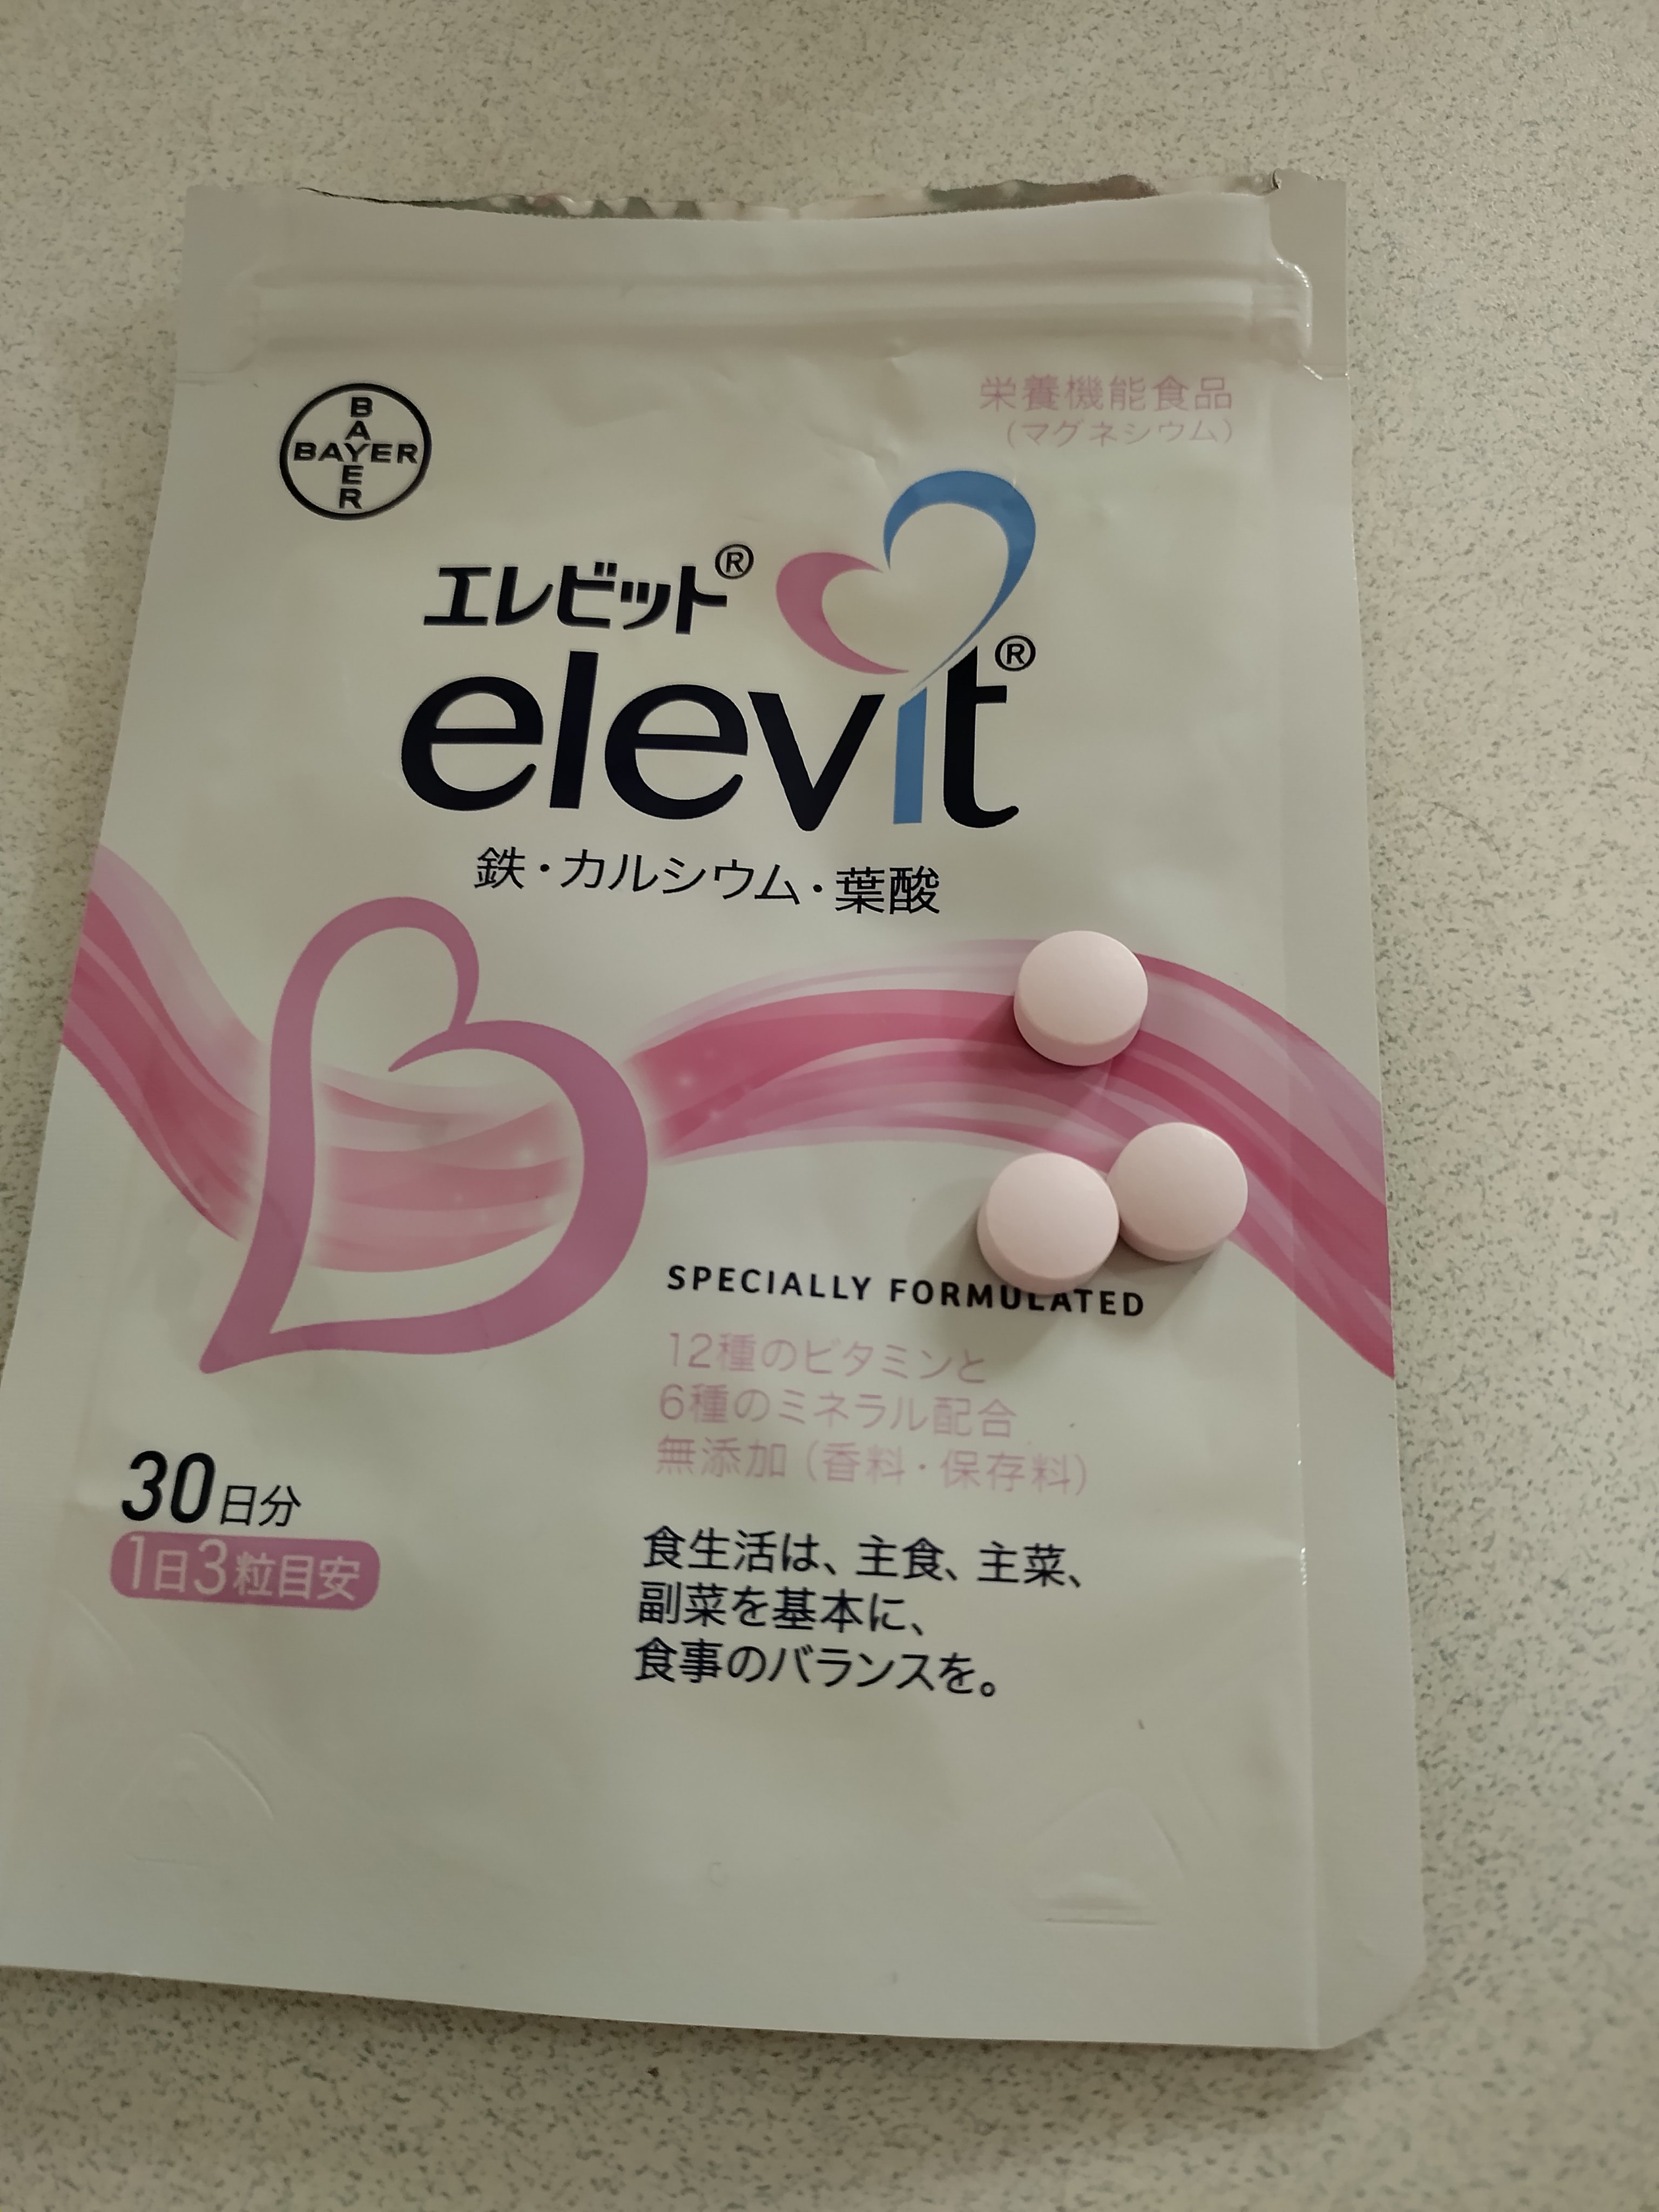 BAYER
BAYER
栄養機能食品
(マグネシウム)
エレビット®
elevit®
鉄・カルシウム・葉酸
SPECIALLY FORMULATED
12種のビタミンと
6種のミネラル配合
無添加(香料・保存料)
30日分
1日3粒目安
食生活は、主食、主菜、
副菜を基本に、
食事のバランスを。